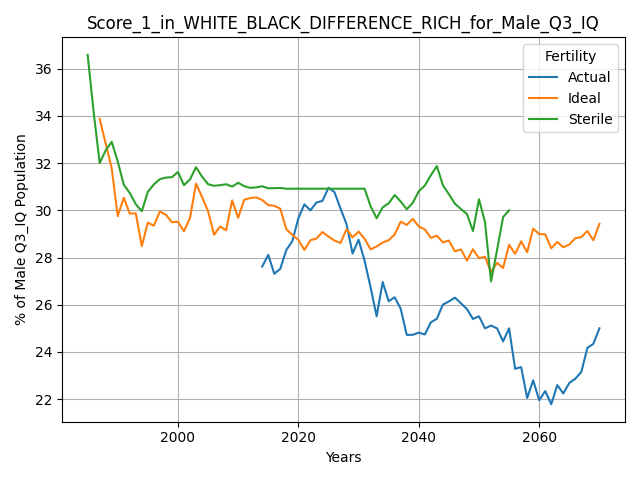 Score_1_in_WHITE_BLACK_DIFFERENCE_RICH_for_Male_Q3_IQ
Fertility
Actual
Ideal
Sterile
% of Male Q3_IQ Population
36
34
32
30
28
26
24
22
2000
2020
2040
2060
Years